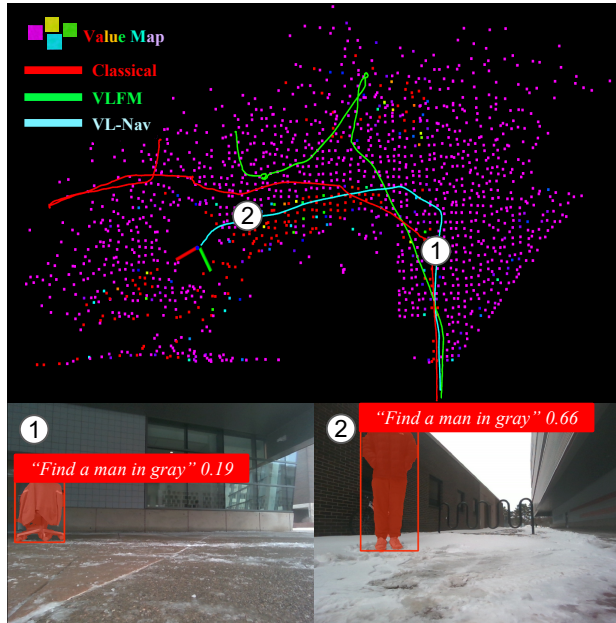 Value Map
Classical
VLFM
VL-Nav
2
1
1
“Find a man in gray” 0.19
2
“Find a man in gray” 0.66